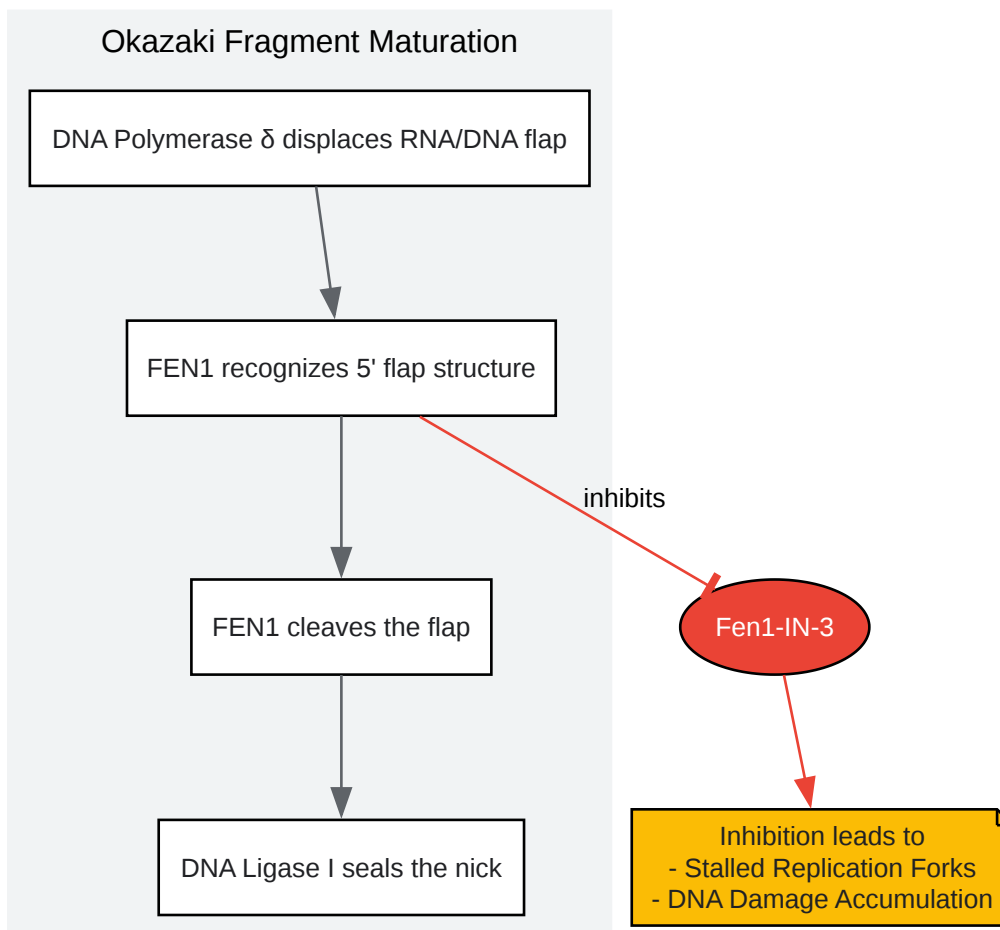 Okazaki Fragment Maturation
DNA Polymerase δ displaces RNA/DNA flap
FEN1 recognizes 5' flap structure
inhibits
FEN1 cleaves the flap
Fen1-IN-3
DNA Ligase I seals the nick
Inhibition leads to
- Stalled Replication Forks
- DNA Damage Accumulation